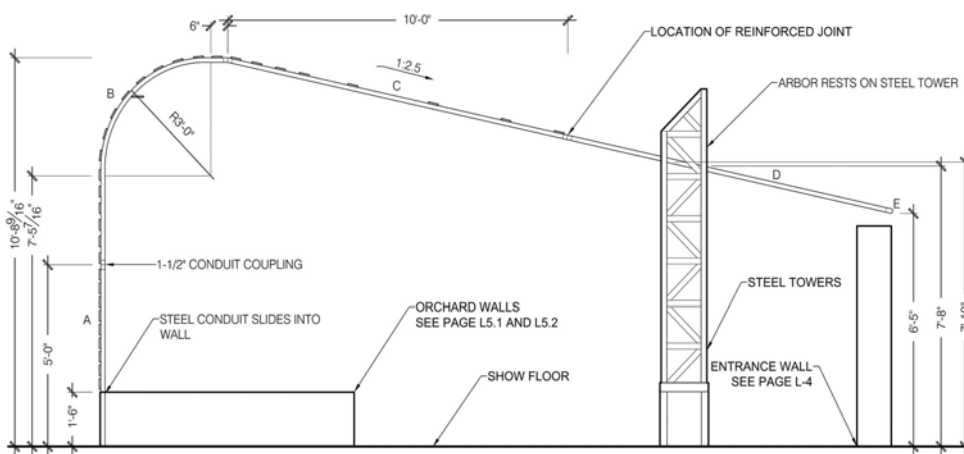 6"
10'-0"
LOCATION OF REINFORCED JOINT
1:2.5
C
ARBOR RESTS ON STEEL TOWER
B
R3'-0"
D
E
10'-8 9/16"
7'-5 7/16"
1-1/2" CONDUIT COUPLING
A
5'-0"
STEEL CONDUIT SLIDES INTO
WALL
ORCHARD WALLS
SEE PAGE L5.1 AND L5.2
STEEL TOWERS
SHOW FLOOR
ENTRANCE WALL
SEE PAGE L-4
1'-6"
6'-5"
7'-8"